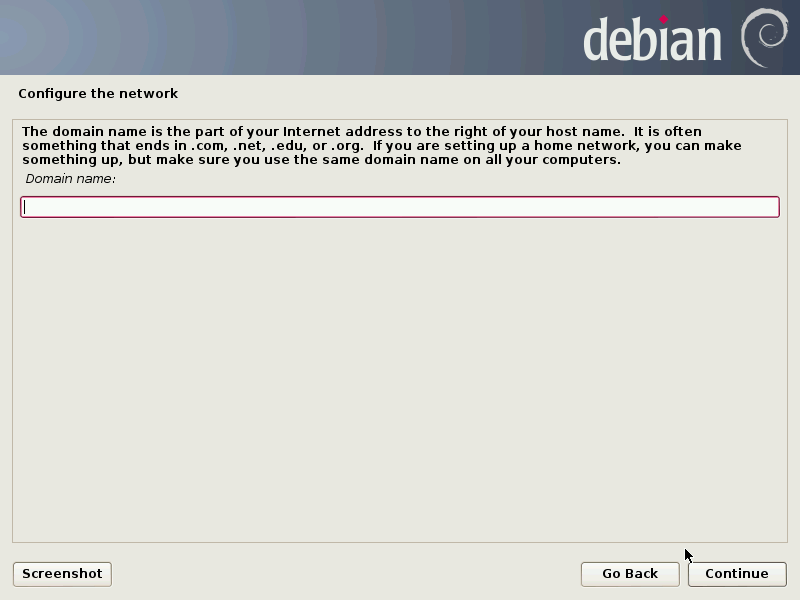 debian
Configure the network
The domain name is the part of your Internet address to the right of your host name.  It is often
something that ends in .com, .net, .edu, or .org.  If you are setting up a home network, you can make
something up, but make sure you use the same domain name on all your computers.
Domain name:
Screenshot
Go Back
Continue